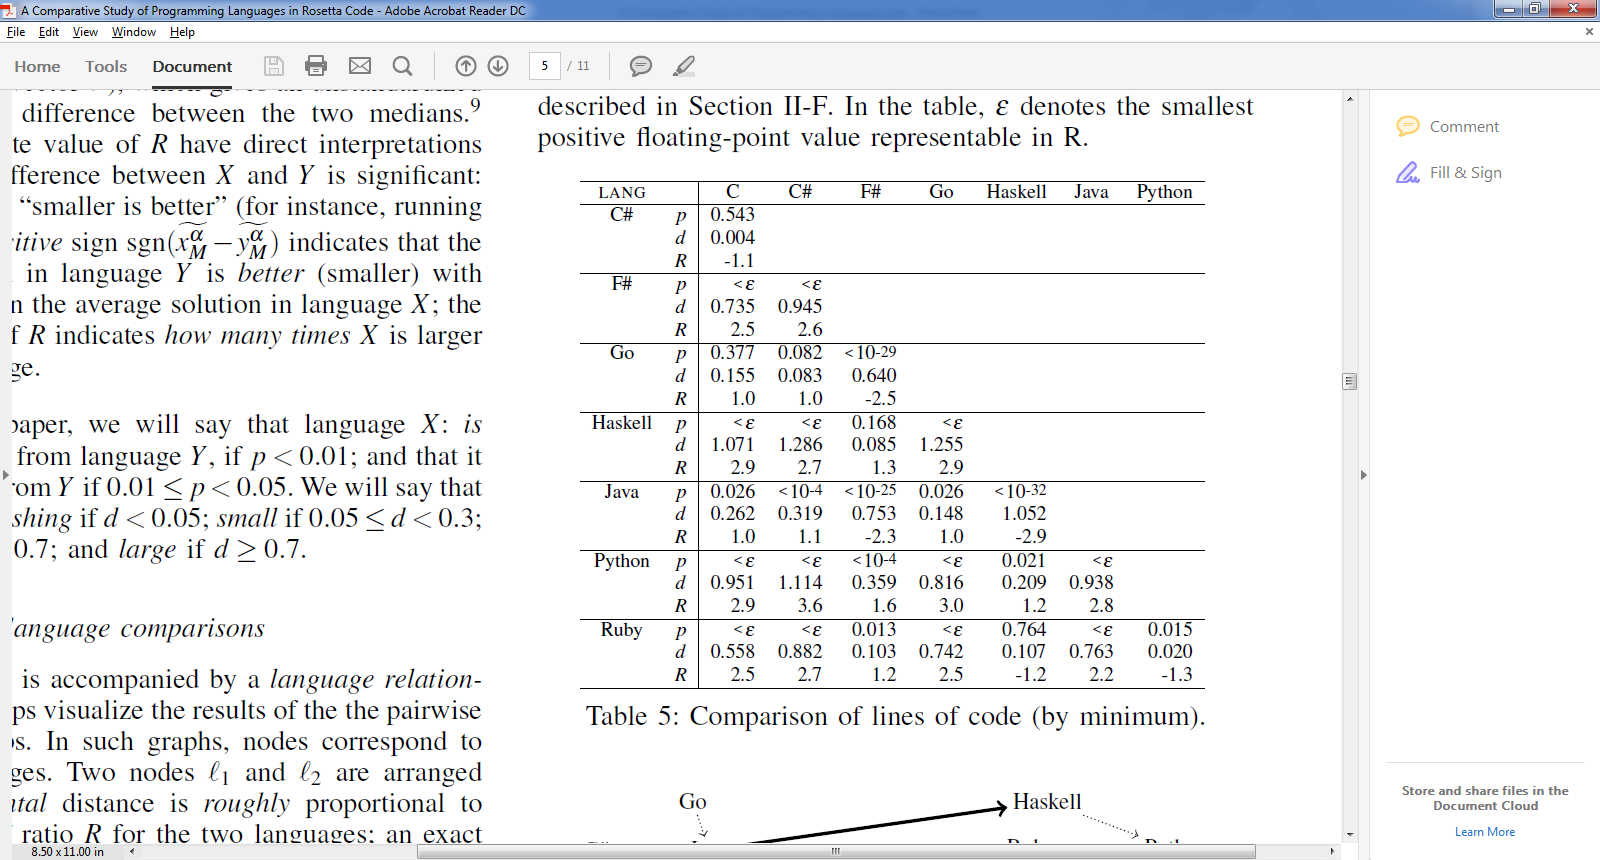 A Comparative Study of Programming Languages in Rosetta Code - Adobe Acrobat Reader DC
File Edit View Window Help
Home Tools Document 5 / 11
difference between the two medians.9
te value of R have direct interpretations
fference between X and Y is significant:
“smaller is better” (for instance, running
itive sign sgn(x̃αM − ỹαM) indicates that the
in language Y is better (smaller) with
n the average solution in language X; the
f R indicates how many times X is larger
ge.
paper, we will say that language X: is
from language Y, if p < 0.01; and that it
rom Y if 0.01 ≤ p < 0.05. We will say that
shing if d < 0.05; small if 0.05 ≤ d < 0.3;
0.7; and large if d ≥ 0.7.
language comparisons
is accompanied by a language relation-
ps visualize the results of the the pairwise
s. In such graphs, nodes correspond to
ges. Two nodes ℓ1 and ℓ2 are arranged
ntal distance is roughly proportional to
ratio R for the two languages; an exact
described in Section II-F. In the table, ε denotes the smallest
positive floating-point value representable in R.
LANG C C# F# Go Haskell Java Python
C# p 0.543
d 0.004
R -1.1
F# p <ε <ε
d 0.735 0.945
R 2.5 2.6
Go p 0.377 0.082 <10-29
d 0.155 0.083 0.640
R 1.0 1.0 -2.5
Haskell p <ε <ε 0.168 <ε
d 1.071 1.286 0.085 1.255
R 2.9 2.7 1.3 2.9
Java p 0.026 <10-4 <10-25 0.026 <10-32
d 0.262 0.319 0.753 0.148 1.052
R 1.0 1.1 -2.3 1.0 -2.9
Python p <ε <ε <10-4 <ε 0.021 <ε
d 0.951 1.114 0.359 0.816 0.209 0.938
R 2.9 3.6 1.6 3.0 1.2 2.8
Ruby p <ε <ε 0.013 <ε 0.764 <ε 0.015
d 0.558 0.882 0.103 0.742 0.107 0.763 0.020
R 2.5 2.7 1.2 2.5 -1.2 2.2 -1.3
Table 5: Comparison of lines of code (by minimum).
Go Haskell
Comment
Fill & Sign
Store and share files in the
Document Cloud
Learn More
8.50 x 11.00 in